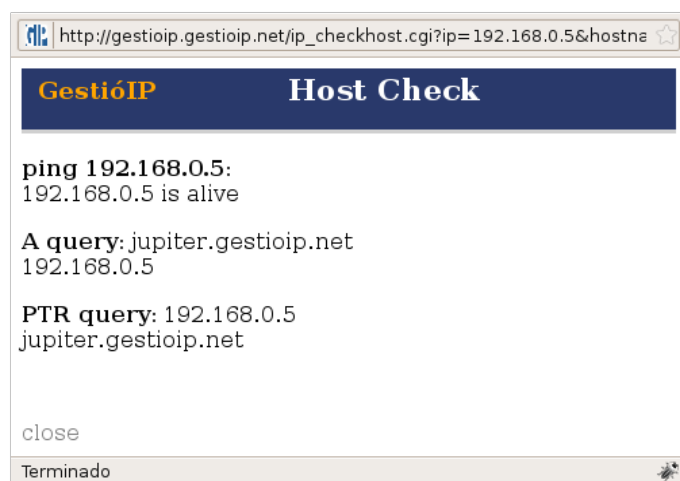 http://gestioip.gestioip.net/ip_checkhost.cgi?ip=192.168.0.5&hostna
GestióIP Host Check
ping 192.168.0.5:
192.168.0.5 is alive
A query: jupiter.gestioip.net
192.168.0.5
PTR query: 192.168.0.5
jupiter.gestioip.net
close
Terminado